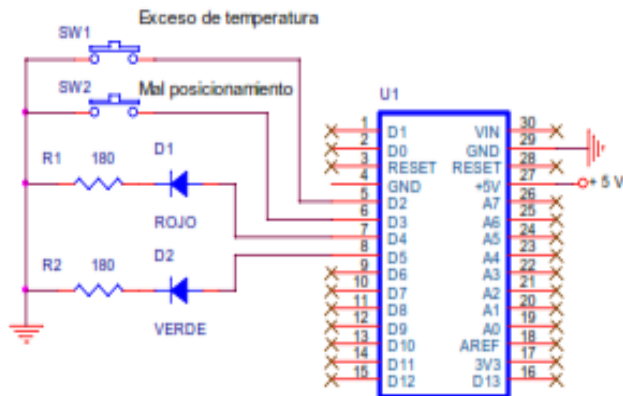 Exceso de temperatura
SW1
SW2
Mal posicionamiento
R1
180
D1
ROJO
R2
180
D2
VERDE
U1
1 D1 VIN 30
2 D0 GND 29
3 RESET RESET 28
4 GND +5V 27
+ 5 V
5 D2 A7 26
6 D3 A6 25
7 D4 A5 24
8 D5 A4 23
9 D6 A3 22
10 D7 A2 21
11 D8 A1 20
12 D9 A0 19
13 D10 AREF 18
14 D11 3V3 17
15 D12 D13 16